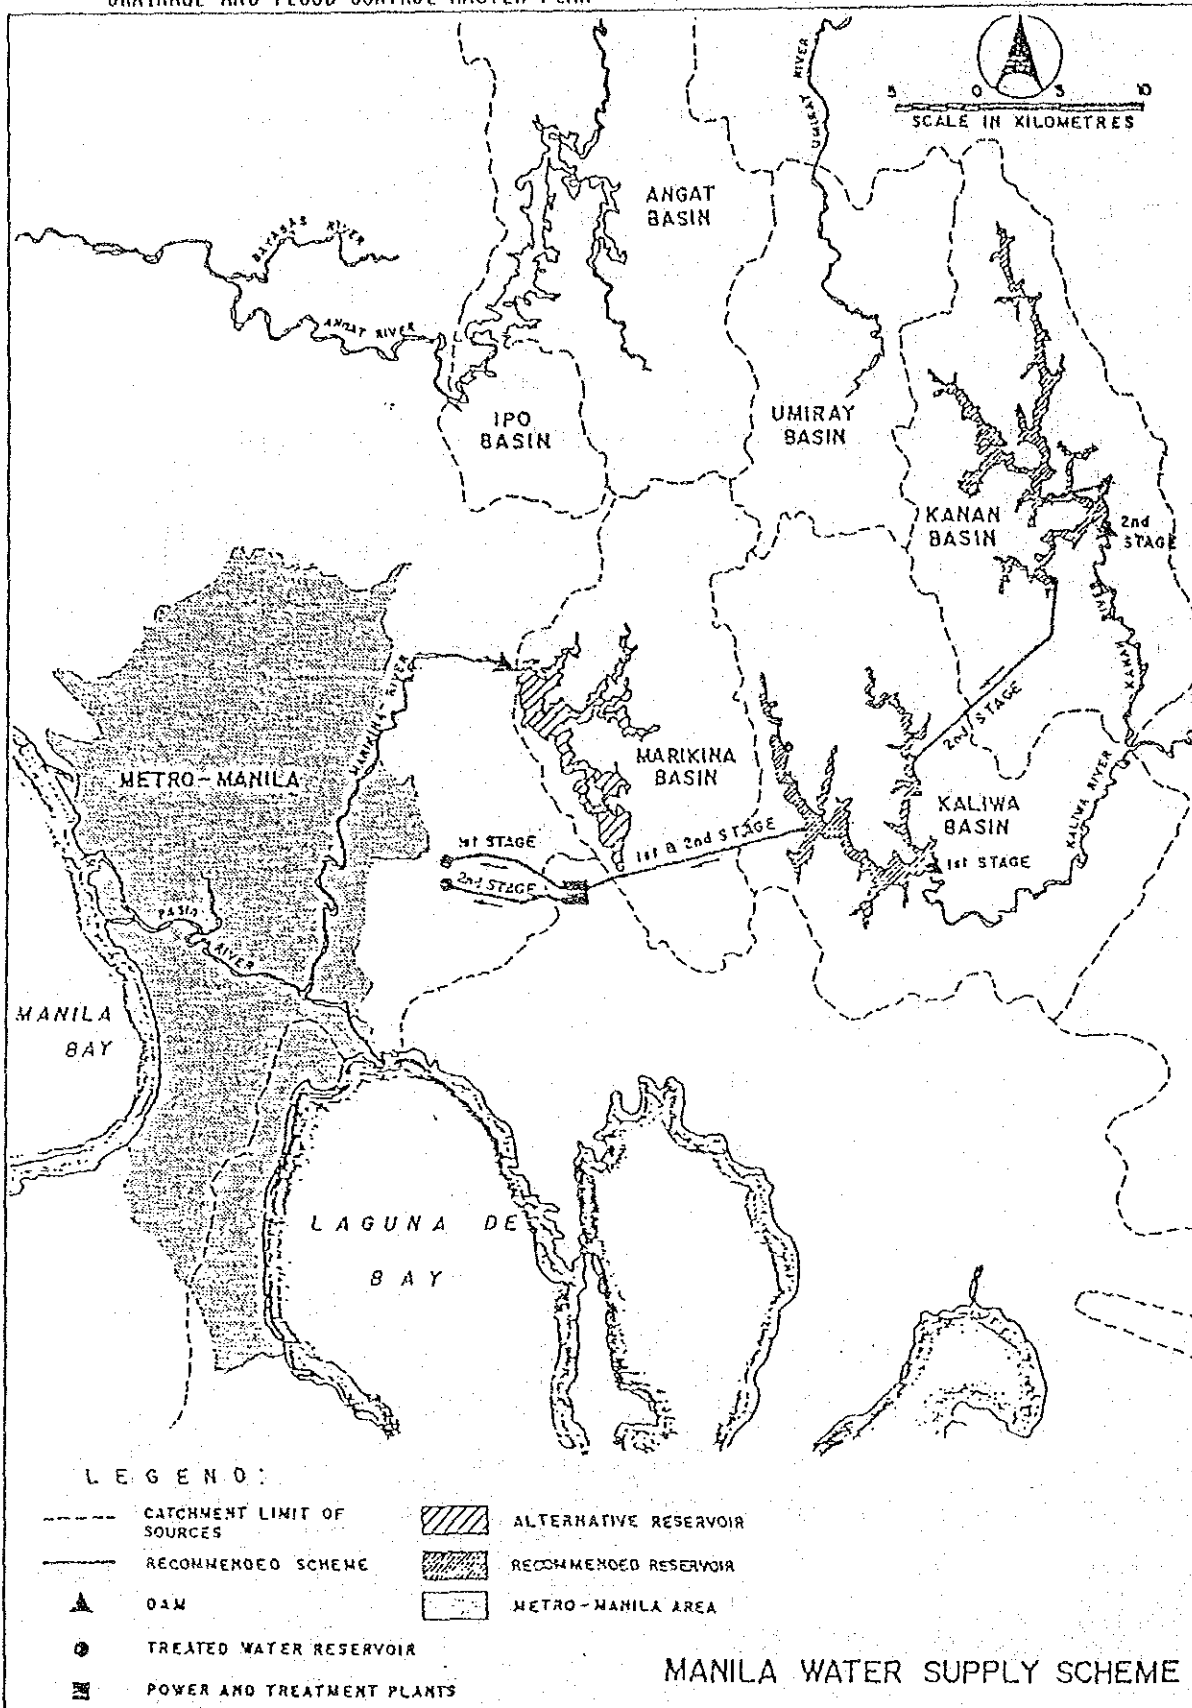 DRAINAGE AND FLOOD CONTROL MASTER PLAN
5 0 5 10
SCALE IN KILOMETRES
UMIRAY RIVER
ANGAT
BASIN
BAYABAS RIVER
ANGAT RIVER
IPO
BASIN
UMIRAY
BASIN
KANAN
BASIN
2nd
STAGE
KANAN RIVER
2nd STAGE
MARIKINA RIVER
METRO-MANILA
MARIKINA
BASIN
KALIWA
BASIN
KALIWA RIVER
1st STAGE
1st & 2nd STAGE
1st STAGE
2nd STAGE
PASIG RIVER
MANILA
BAY
LAGUNA DE
BAY
LEGEND:
CATCHMENT LIMIT OF
SOURCES
RECOMMENDED SCHEME
DAM
TREATED WATER RESERVOIR
POWER AND TREATMENT PLANTS
ALTERNATIVE RESERVOIR
RECOMMENDED RESERVOIR
METRO-MANILA AREA
MANILA WATER SUPPLY SCHEME